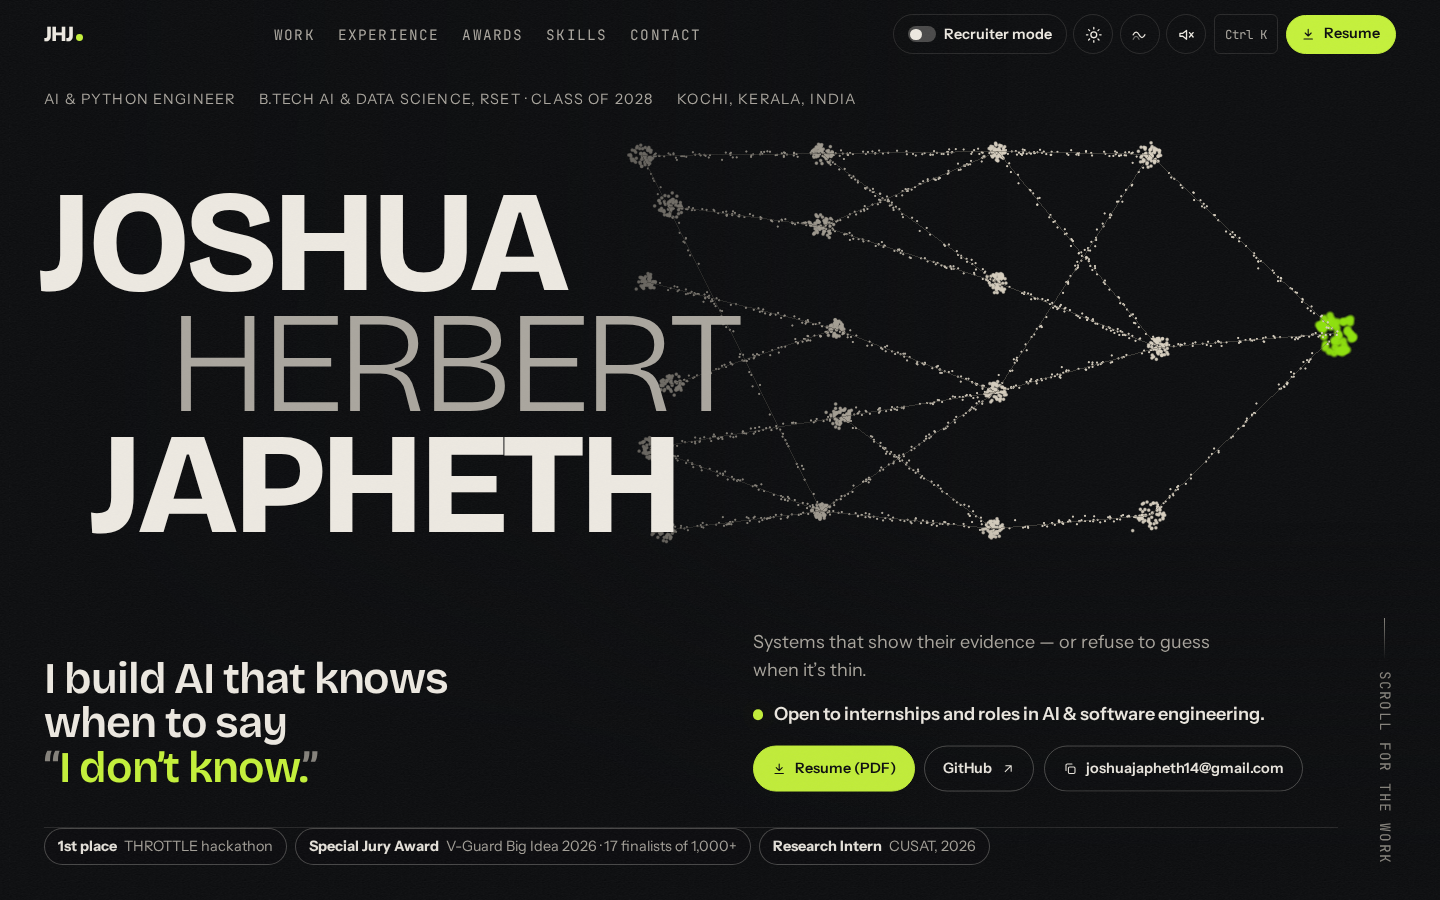 JHJ.
WORK EXPERIENCE AWARDS SKILLS CONTACT
Recruiter mode
Ctrl K
Resume
AI & PYTHON ENGINEER B.TECH AI & DATA SCIENCE, RSET · CLASS OF 2028 KOCHI, KERALA, INDIA
JOSHUA
HERBERT
JAPHETH
I build AI that knows
when to say
“I don’t know.”
Systems that show their evidence — or refuse to guess
when it’s thin.
Open to internships and roles in AI & software engineering.
Resume (PDF) GitHub joshuajapheth14@gmail.com
SCROLL FOR THE WORK
1st place THROTTLE hackathon
Special Jury Award V-Guard Big Idea 2026 · 17 finalists of 1,000+
Research Intern CUSAT, 2026